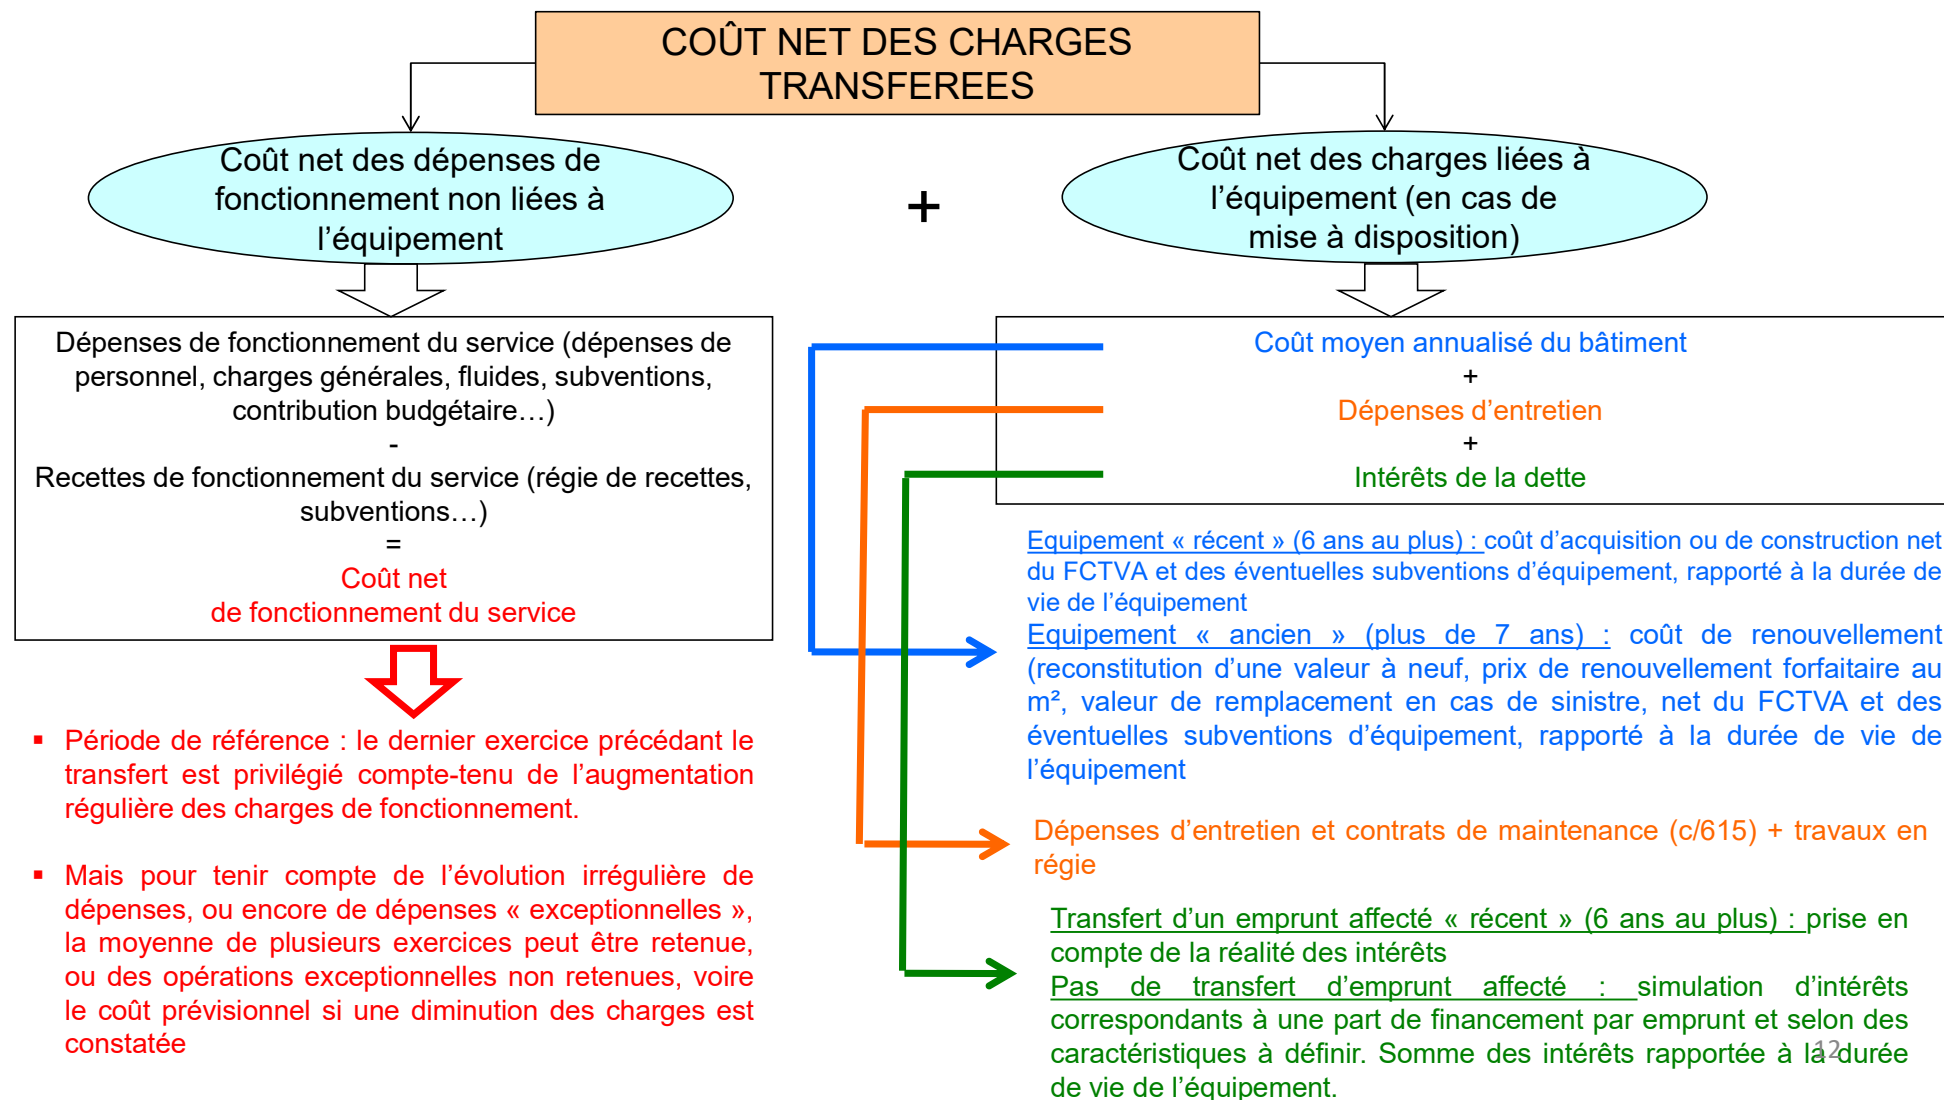 COÛT NET DES CHARGES
TRANSFEREES
Coût net des dépenses de
fonctionnement non liées à
l’équipement
+
Coût net des charges liées à
l’équipement (en cas de
mise à disposition)
Dépenses de fonctionnement du service (dépenses de
personnel, charges générales, fluides, subventions,
contribution budgétaire…)
-
Recettes de fonctionnement du service (régie de recettes,
subventions…)
=
Coût net
de fonctionnement du service
▪ Période de référence : le dernier exercice précédant le
transfert est privilégié compte-tenu de l’augmentation
régulière des charges de fonctionnement.
▪ Mais pour tenir compte de l’évolution irrégulière de
dépenses, ou encore de dépenses « exceptionnelles »,
la moyenne de plusieurs exercices peut être retenue,
ou des opérations exceptionnelles non retenues, voire
le coût prévisionnel si une diminution des charges est
constatée
Coût moyen annualisé du bâtiment
+
Dépenses d’entretien
+
Intérêts de la dette
Equipement « récent » (6 ans au plus) : coût d’acquisition ou de construction net
du FCTVA et des éventuelles subventions d’équipement, rapporté à la durée de
vie de l’équipement
Equipement « ancien » (plus de 7 ans) : coût de renouvellement
(reconstitution d’une valeur à neuf, prix de renouvellement forfaitaire au
m², valeur de remplacement en cas de sinistre, net du FCTVA et des
éventuelles subventions d’équipement, rapporté à la durée de vie de
l’équipement
Dépenses d’entretien et contrats de maintenance (c/615) + travaux en
régie
Transfert d’un emprunt affecté « récent » (6 ans au plus) : prise en
compte de la réalité des intérêts
Pas de transfert d’emprunt affecté : simulation d’intérêts
correspondants à une part de financement par emprunt et selon des
caractéristiques à définir. Somme des intérêts rapportée à la durée
de vie de l’équipement.
12